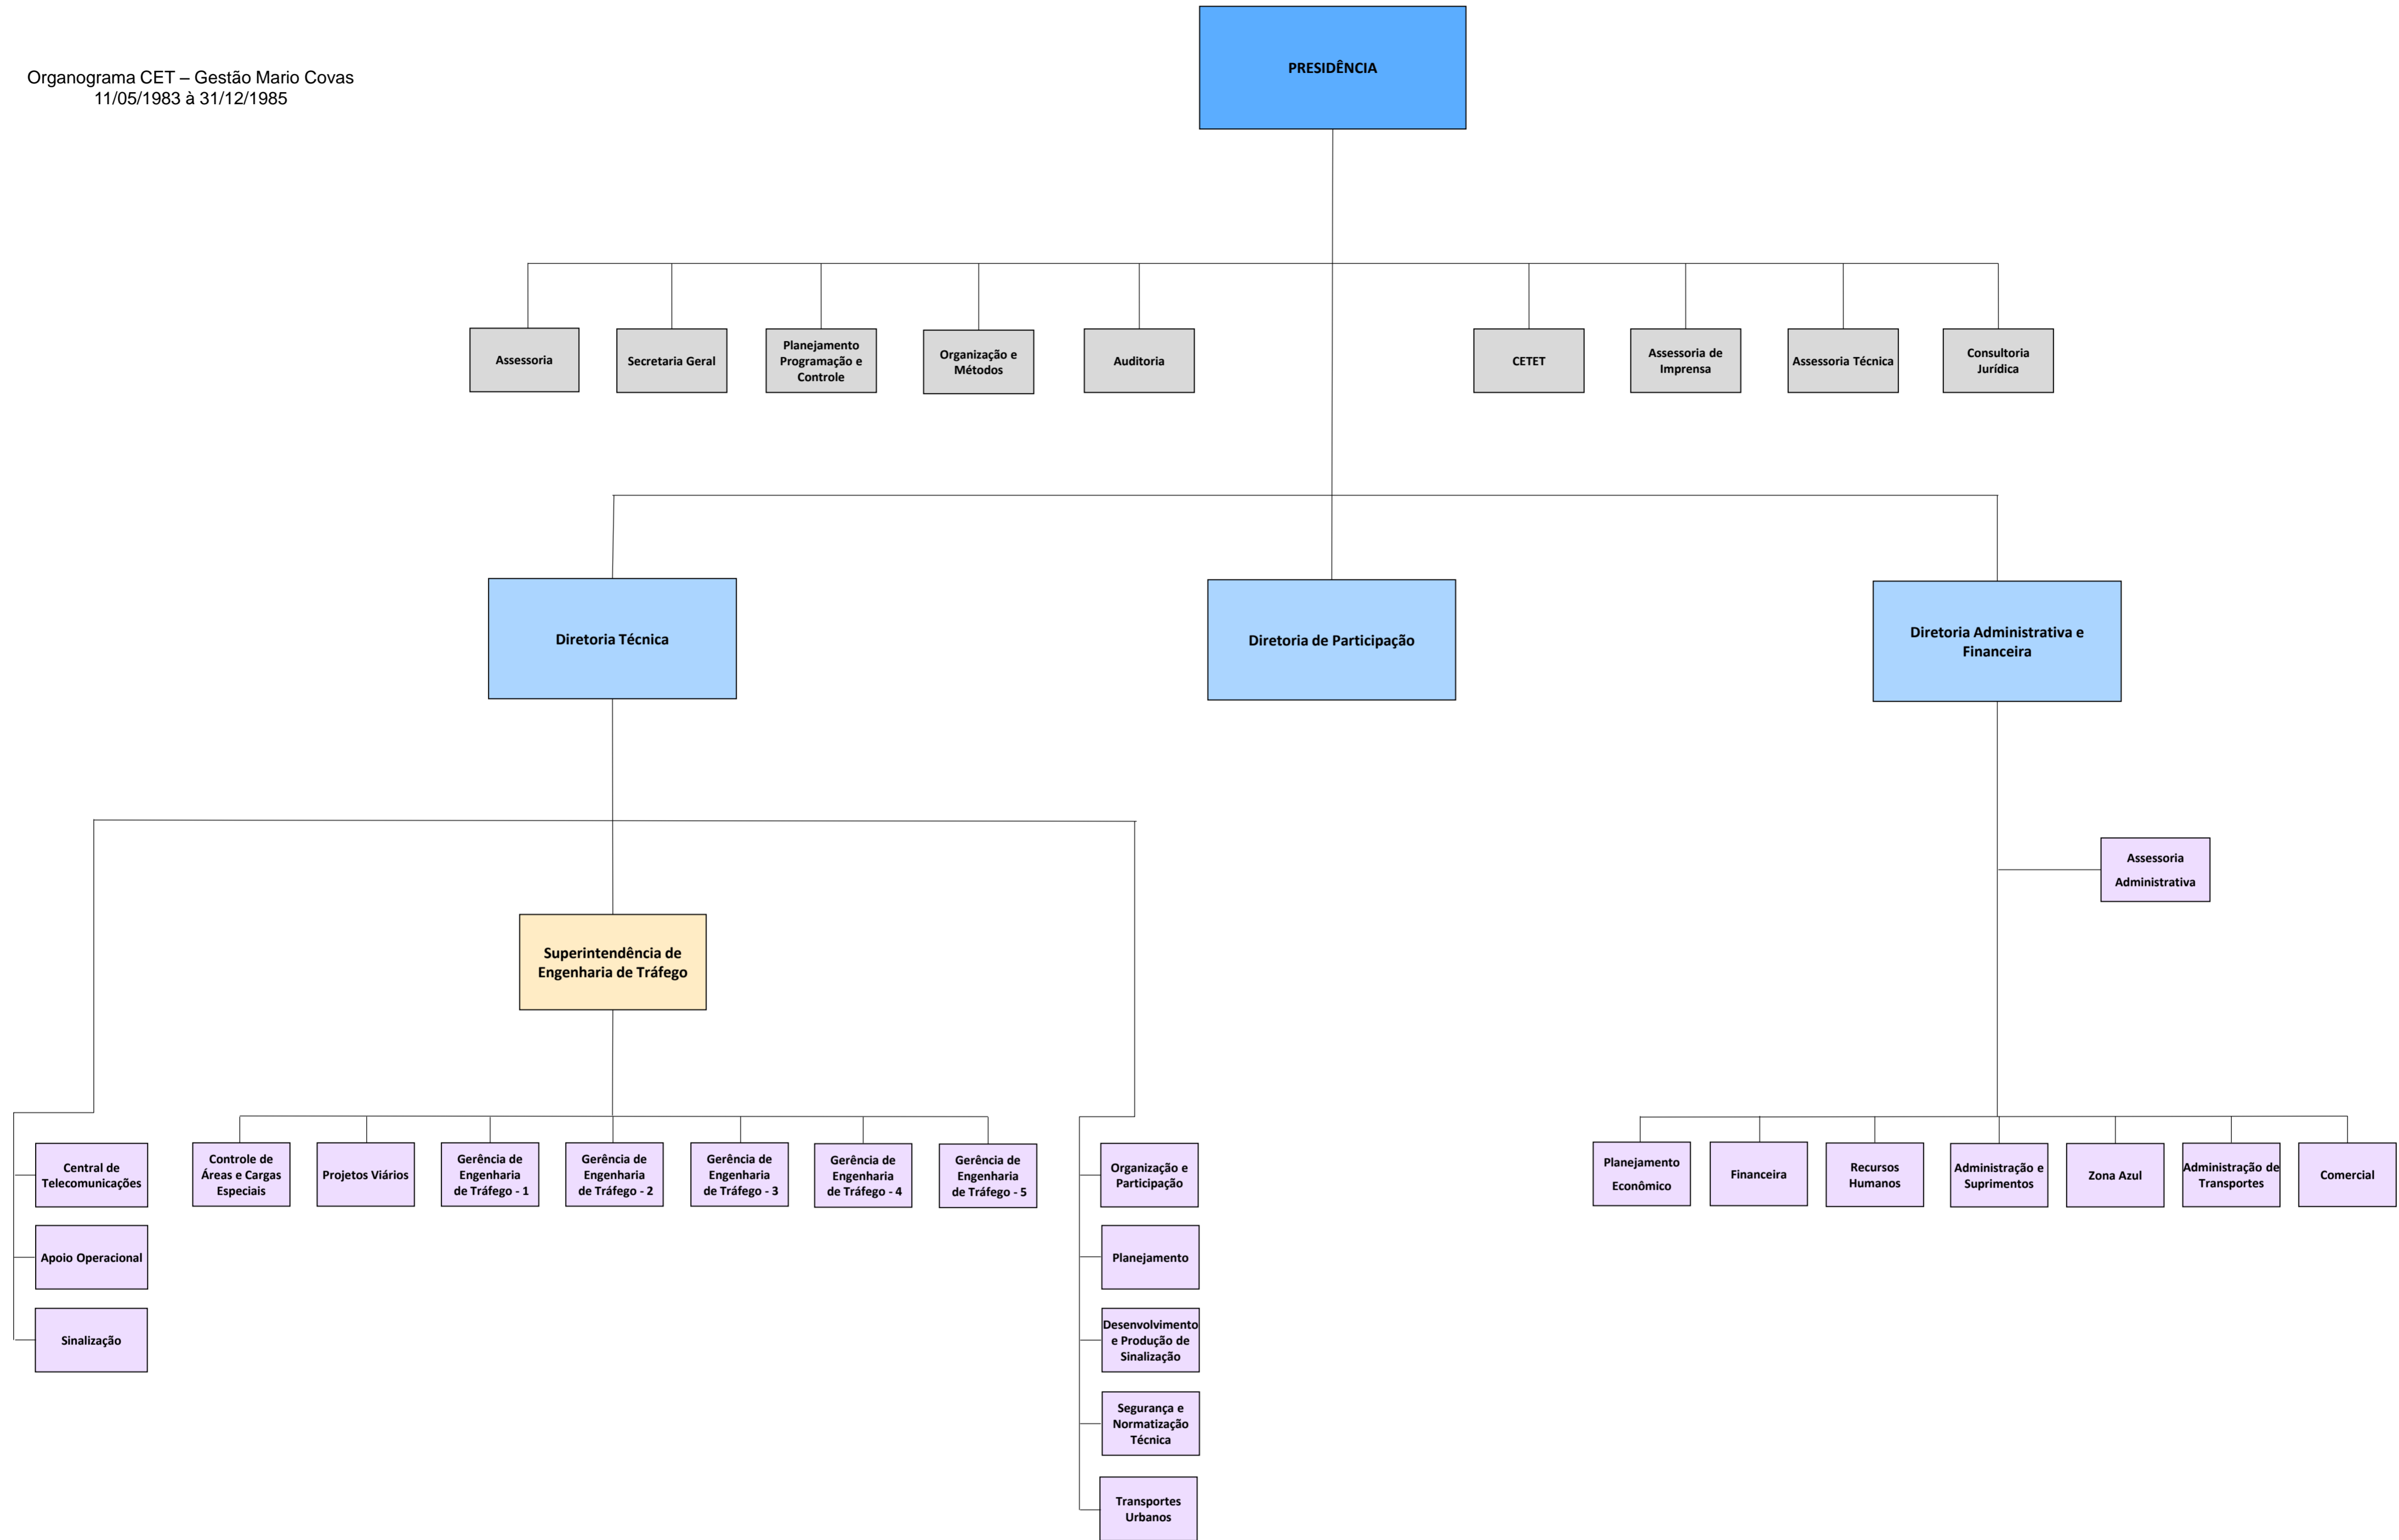 Organograma CET – Gestão Mario Covas
11/05/1983 à 31/12/1985
PRESIDÊNCIA
Assessoria
Secretaria Geral
Planejamento
Programação e
Controle
Organização e
Métodos
Auditoria
CETET
Assessoria de
Imprensa
Assessoria Técnica
Consultoria
Jurídica
Diretoria Técnica
Diretoria de Participação
Diretoria Administrativa e
Financeira
Assessoria
Administrativa
Superintendência de
Engenharia de Tráfego
Central de
Telecomunicações
Apoio Operacional
Sinalização
Controle de
Áreas e Cargas
Especiais
Projetos Viários
Gerência de
Engenharia
de Tráfego - 1
Gerência de
Engenharia
de Tráfego - 2
Gerência de
Engenharia
de Tráfego - 3
Gerência de
Engenharia
de Tráfego - 4
Gerência de
Engenharia
de Tráfego - 5
Organização e
Participação
Planejamento
Desenvolvimento
e Produção de
Sinalização
Segurança e
Normatização
Técnica
Transportes
Urbanos
Planejamento
Econômico
Financeira
Recursos
Humanos
Administração e
Suprimentos
Zona Azul
Administração de
Transportes
Comercial